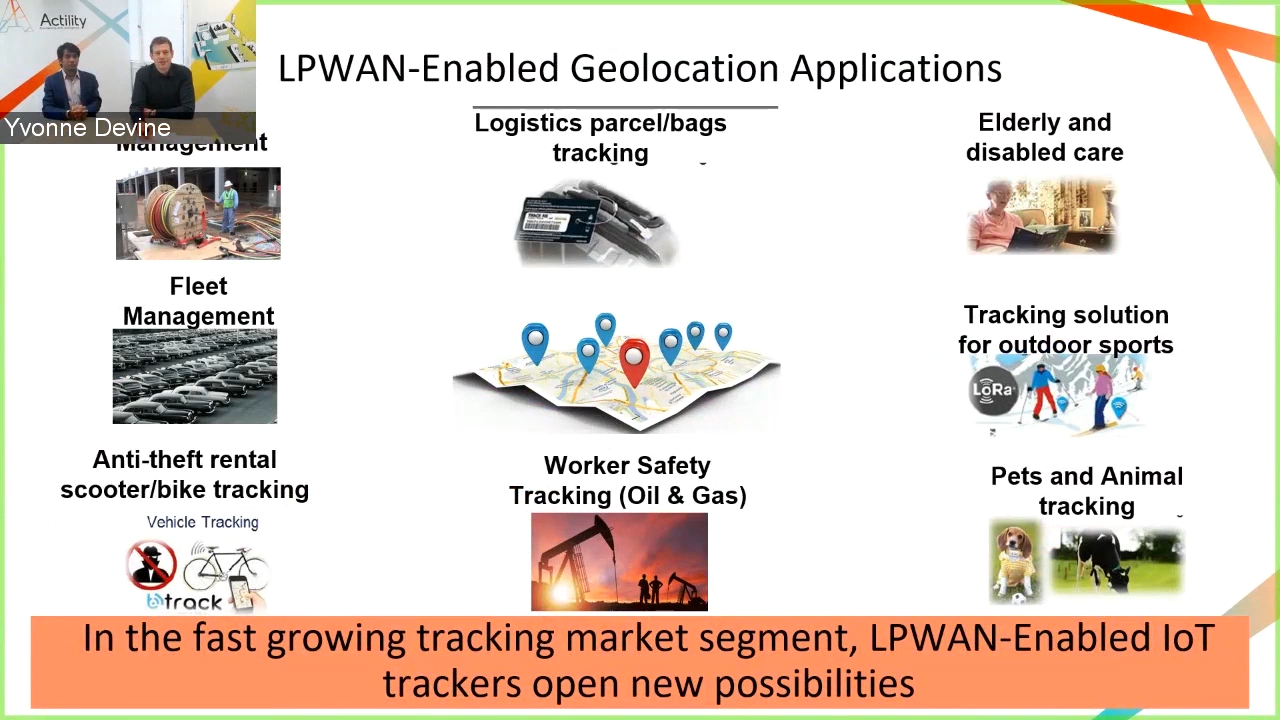 Actility
Yvonne Devine
LPWAN-Enabled Geolocation Applications
Management
Logistics parcel/bags
tracking
Elderly and
disabled care
Fleet
Management
Tracking solution
for outdoor sports
LoRa
Anti-theft rental
scooter/bike tracking
Vehicle Tracking
track
Worker Safety
Tracking (Oil & Gas)
Pets and Animal
tracking
In the fast growing tracking market segment, LPWAN-Enabled IoT
trackers open new possibilities